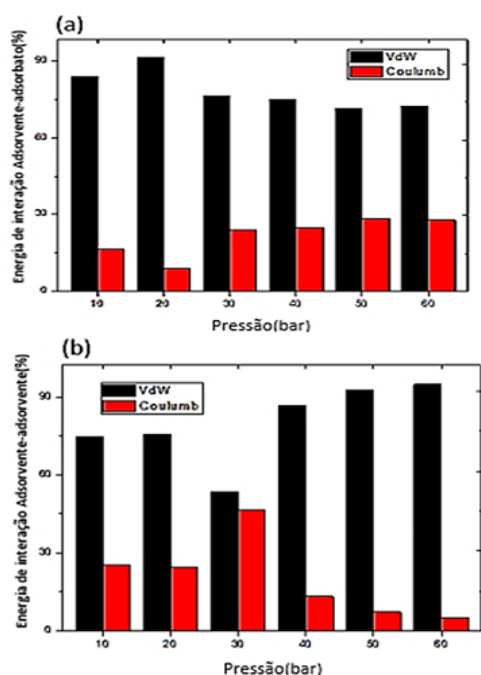 (a)
Energia de interação Adsorvente-adsorbato(%)
90
60
30
0
VdW
Coulumb
10 20 30 40 50 60
Pressão(bar)
(b)
Energia de interação Adsorvente-adsorvente(%)
90
60
30
0
VdW
Coulumb
10 20 30 40 50 60
Pressão(bar)